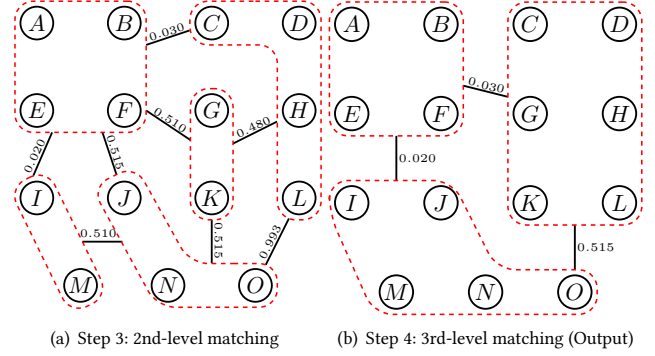 A B C D
0.030
E F G H
0.510
0.480
0.020
0.515
I J K L
0.510
0.515
0.993
M N O
(a) Step 3: 2nd-level matching
A B C D
0.030
E F G H
0.020
I J K L
0.515
M N O
(b) Step 4: 3rd-level matching (Output)